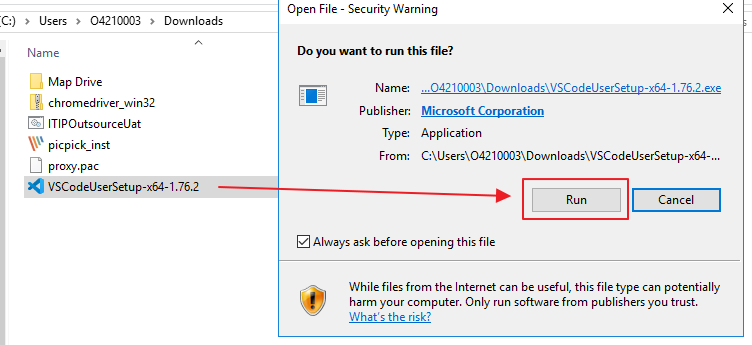 (C:) > Users > O4210003 > Downloads
Name
Map Drive
chromedriver_win32
ITIPOutsourceUat
picpick_inst
proxy.pac
VSCodeUserSetup-x64-1.76.2
Open File - Security Warning
Do you want to run this file?
Name: ...O4210003\Downloads\VSCodeUserSetup-x64-1.76.2.exe
Publisher: Microsoft Corporation
Type: Application
From: C:\Users\O4210003\Downloads\VSCodeUserSetup-x64-...
Run Cancel
Always ask before opening this file
While files from the Internet can be useful, this file type can potentially
harm your computer. Only run software from publishers you trust.
What's the risk?